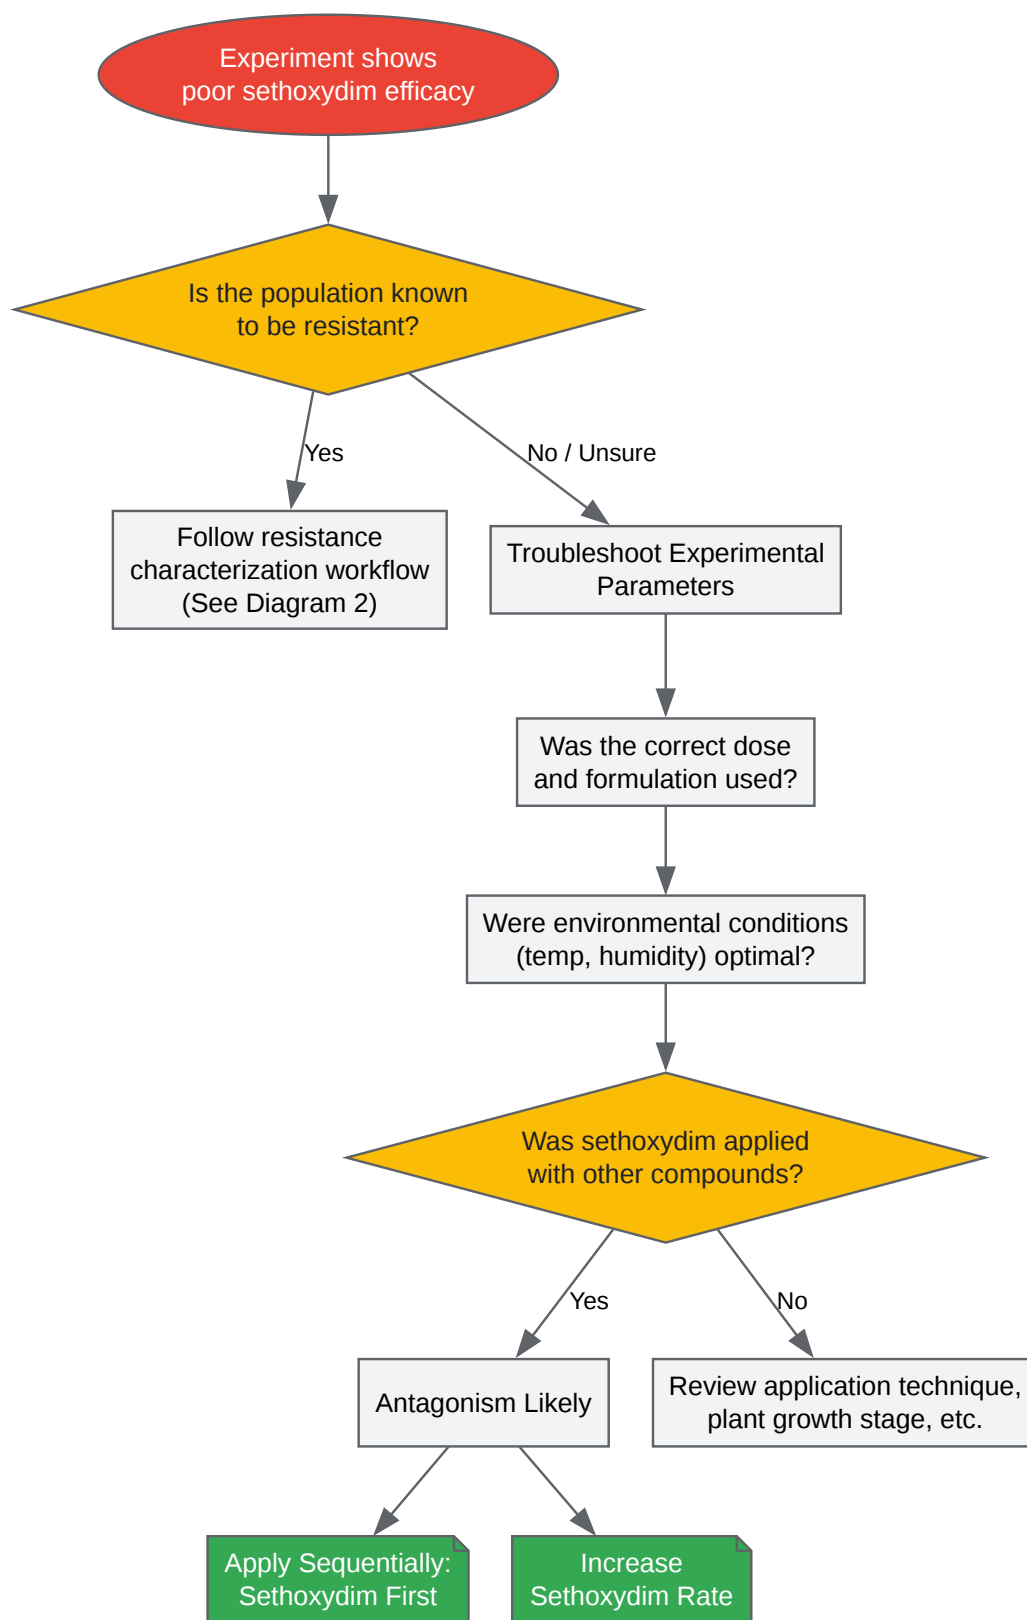 Experiment shows
poor sethoxydim efficacy
Is the population known
to be resistant?
Yes
No / Unsure
Follow resistance
characterization workflow
(See Diagram 2)
Troubleshoot Experimental
Parameters
Was the correct dose
and formulation used?
Were environmental conditions
(temp, humidity) optimal?
Was sethoxydim applied
with other compounds?
Yes
No
Antagonism Likely
Review application technique,
plant growth stage, etc.
Apply Sequentially:
Sethoxydim First
Increase
Sethoxydim Rate